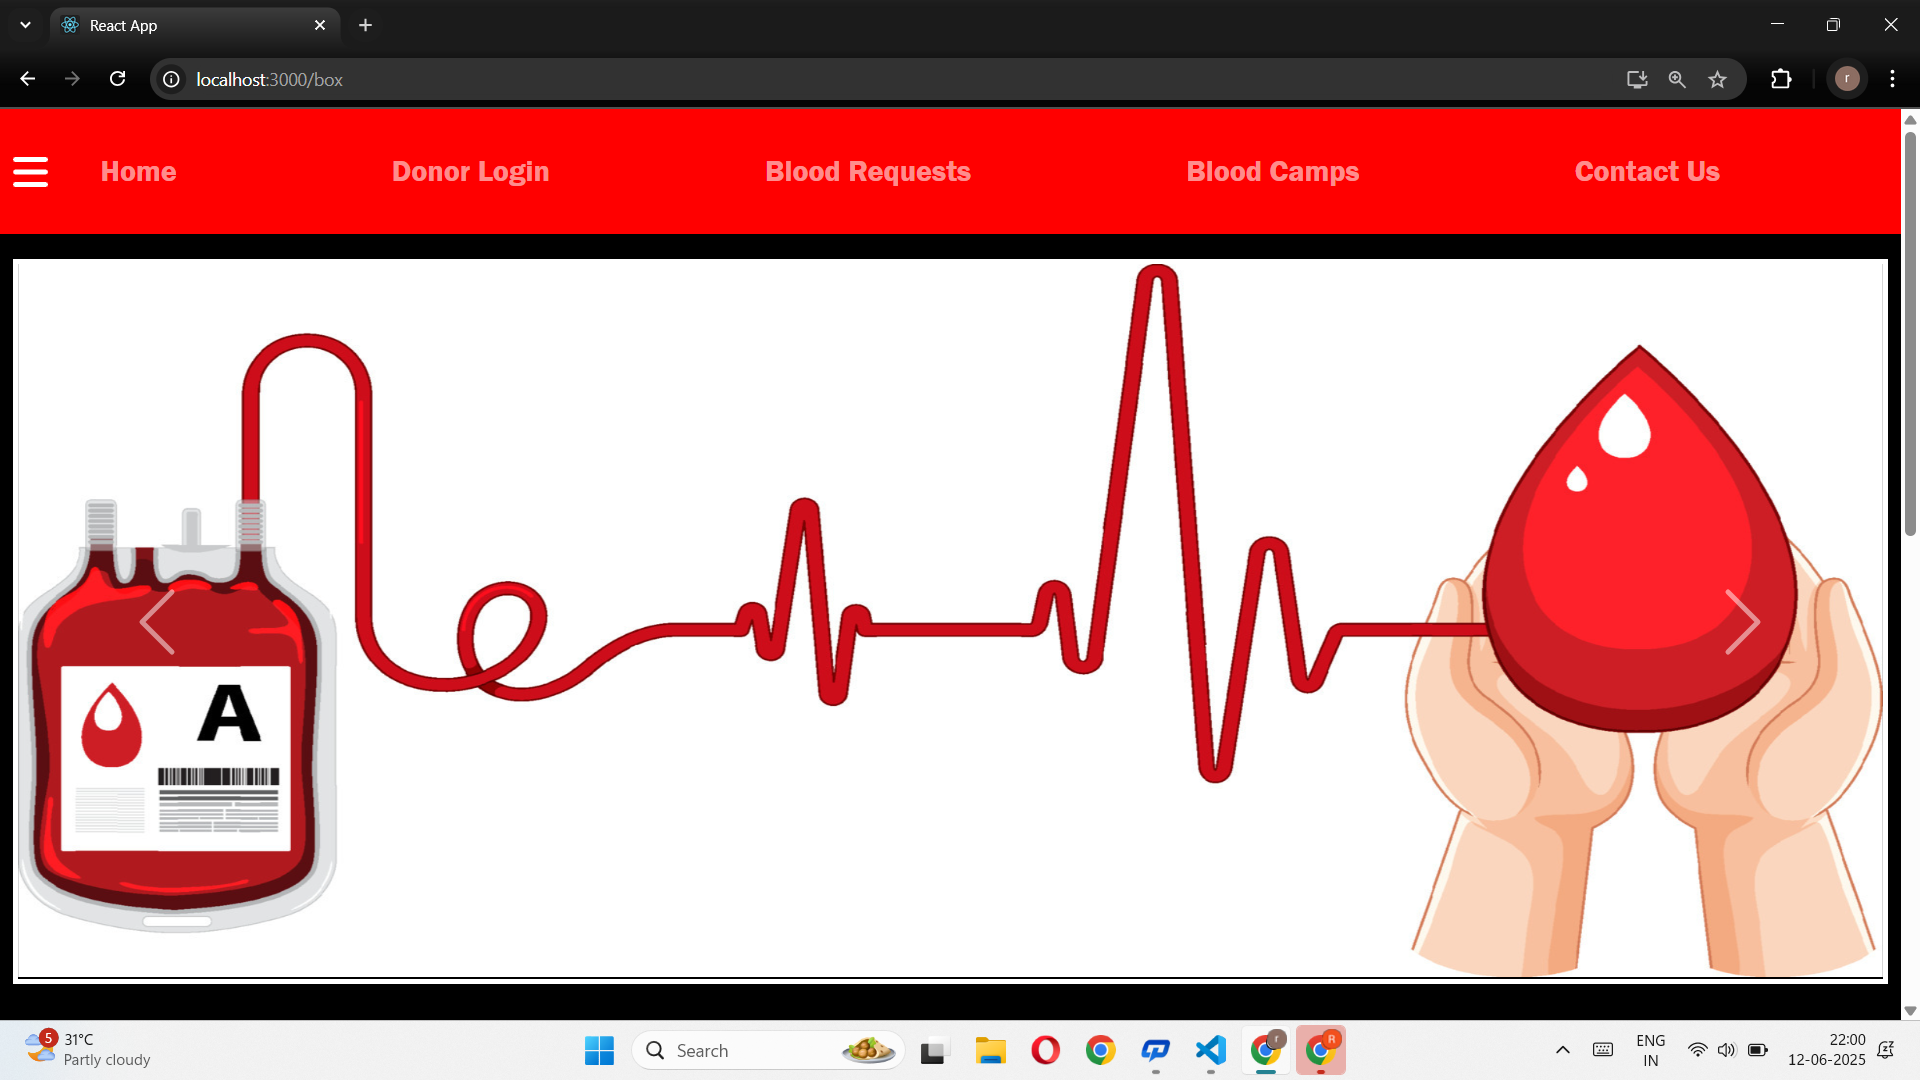 React App
localhost:3000/box
r
Home Donor Login Blood Requests Blood Camps Contact Us
A
5
31°C
Partly cloudy
Search
r
R
ENG
IN
22:00
12-06-2025